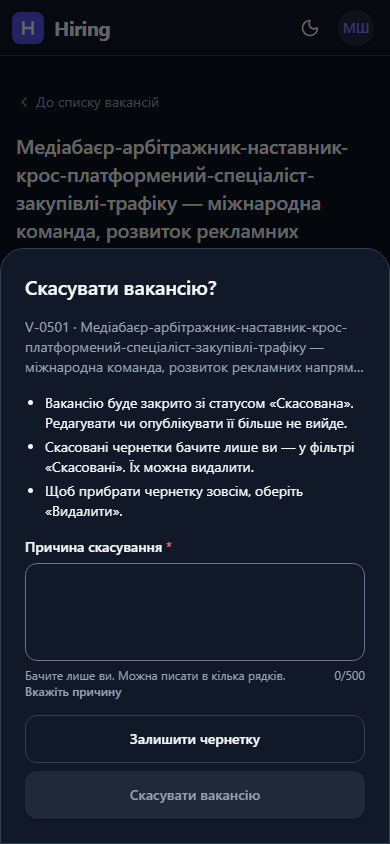 H Hiring МШ
До списку вакансій
Медіабаєр-арбітражник-наставник-
крос-платформений-спеціаліст-
закупівлі-трафіку — міжнародна
команда, розвиток рекламних
Скасувати вакансію?
V-0501 · Медіабаєр-арбітражник-наставник-крос-
платформений-спеціаліст-закупівлі-трафіку —
міжнародна команда, розвиток рекламних напрям...
• Вакансію буде закрито зі статусом «Скасована».
Редагувати чи опублікувати її більше не вийде.
• Скасовані чернетки бачите лише ви — у фільтрі
«Скасовані». Їх можна видалити.
• Щоб прибрати чернетку зовсім, оберіть
«Видалити».
Причина скасування *
Бачите лише ви. Можна писати в кілька рядків. 0/500
Вкажіть причину
Залишити чернетку
Скасувати вакансію